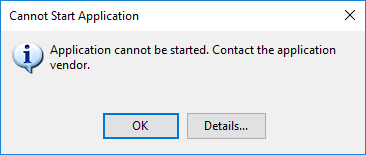 Cannot Start Application
Application cannot be started. Contact the application
vendor.
OK
Details...